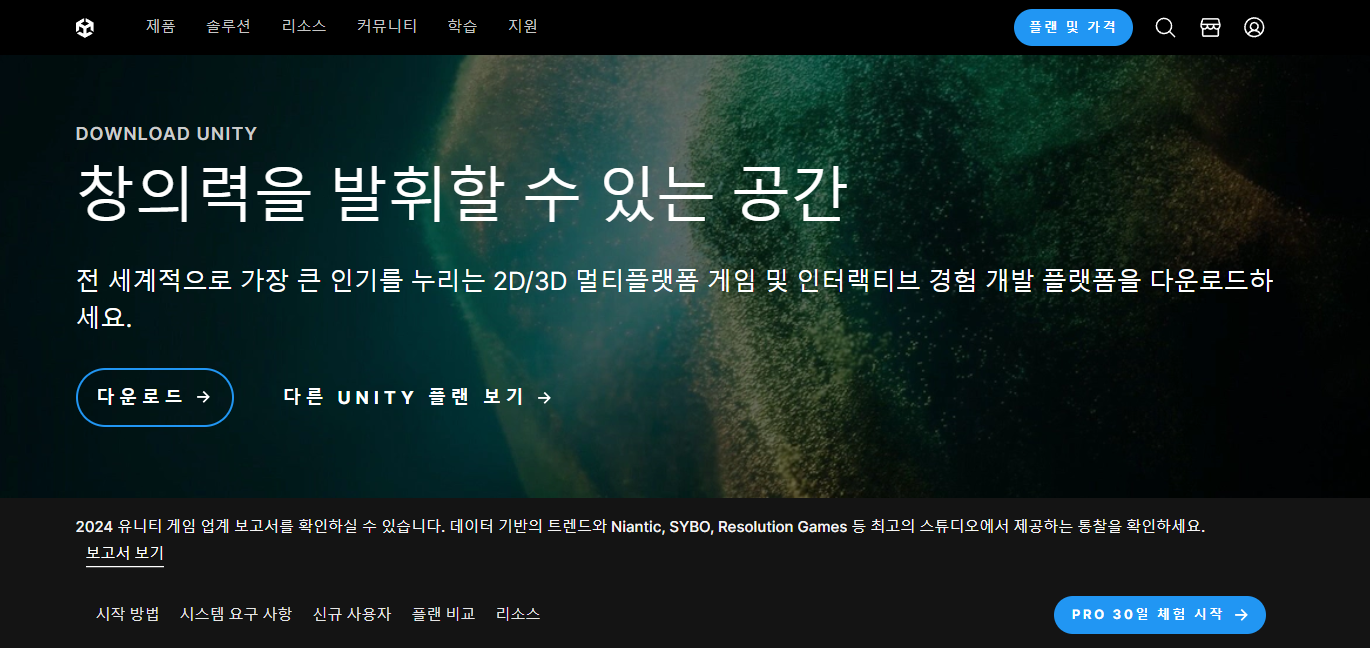 제품 솔루션 리소스 커뮤니티 학습 지원 플랜 및 가격
DOWNLOAD UNITY
창의력을 발휘할 수 있는 공간
전 세계적으로 가장 큰 인기를 누리는 2D/3D 멀티플랫폼 게임 및 인터랙티브 경험 개발 플랫폼을 다운로드하
세요.
다운로드 → 다른 UNITY 플랜 보기 →
2024 유니티 게임 업계 보고서를 확인하실 수 있습니다. 데이터 기반의 트렌드와 Niantic, SYBO, Resolution Games 등 최고의 스튜디오에서 제공하는 통찰을 확인하세요.
보고서 보기
시작 방법 시스템 요구 사항 신규 사용자 플랜 비교 리소스 PRO 30일 체험 시작 →